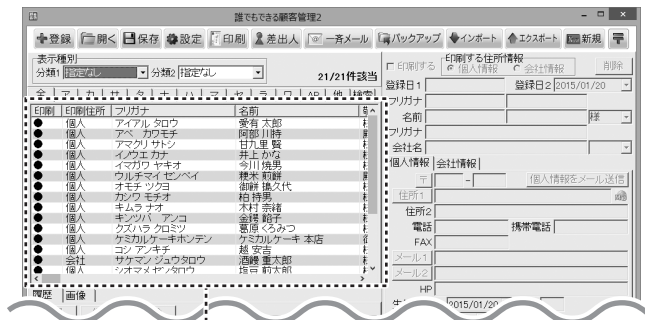 誰でもできる顧客管理2
登録 開く 保存 設定 印刷 差出人 一斉メール バックアップ インポート エクスポート 新規
表示種別
分類1 指定なし 分類2 指定なし
21/21件該当
全 ア カ サ タ ナ ハ マ ヤ ラ ワ 他 検索
印刷 印刷住所 フリガナ 名前
● 個人 アイアル タロウ 愛有 太郎
● 個人 アベ カワモチ 阿部 川持
● 個人 アマクリ サトシ 甘九里 賢
● 個人 イノウエ カナ 井上 かな
● 個人 イマガワ ヤキオ 今川 焼男
● 個人 ウルチマイ センベイ 粳米 煎餅
● 個人 オモチ ツクヨ 御餅 搗久代
● 個人 カシワ モチオ 柏 持男
● 個人 キムラ ナオ 木村 奈緒
● 個人 キンツバ アンコ 金鍔 餡子
● 個人 クズハラ クロミツ 葛原 くろみつ
● 個人 ケミカルケーキホンテン ケミカルケーキ 本店
● 個人 コシ アンキチ 越 安吉
● 会社 サケマン ジュウタロウ 酒饅 重太郎
● 個人 シオマメ ゼンタロウ
履歴 画像
印刷する 印刷する住所情報 削除
個人情報 会社情報
登録日1 登録日2 2015/01/20
フリガナ
名前 様
フリガナ
会社名
個人情報 会社情報
〒 - 個人情報をメール送信
住所1
住所2
電話 携帯電話
FAX
メール1
メール2
HP
2015/01/20